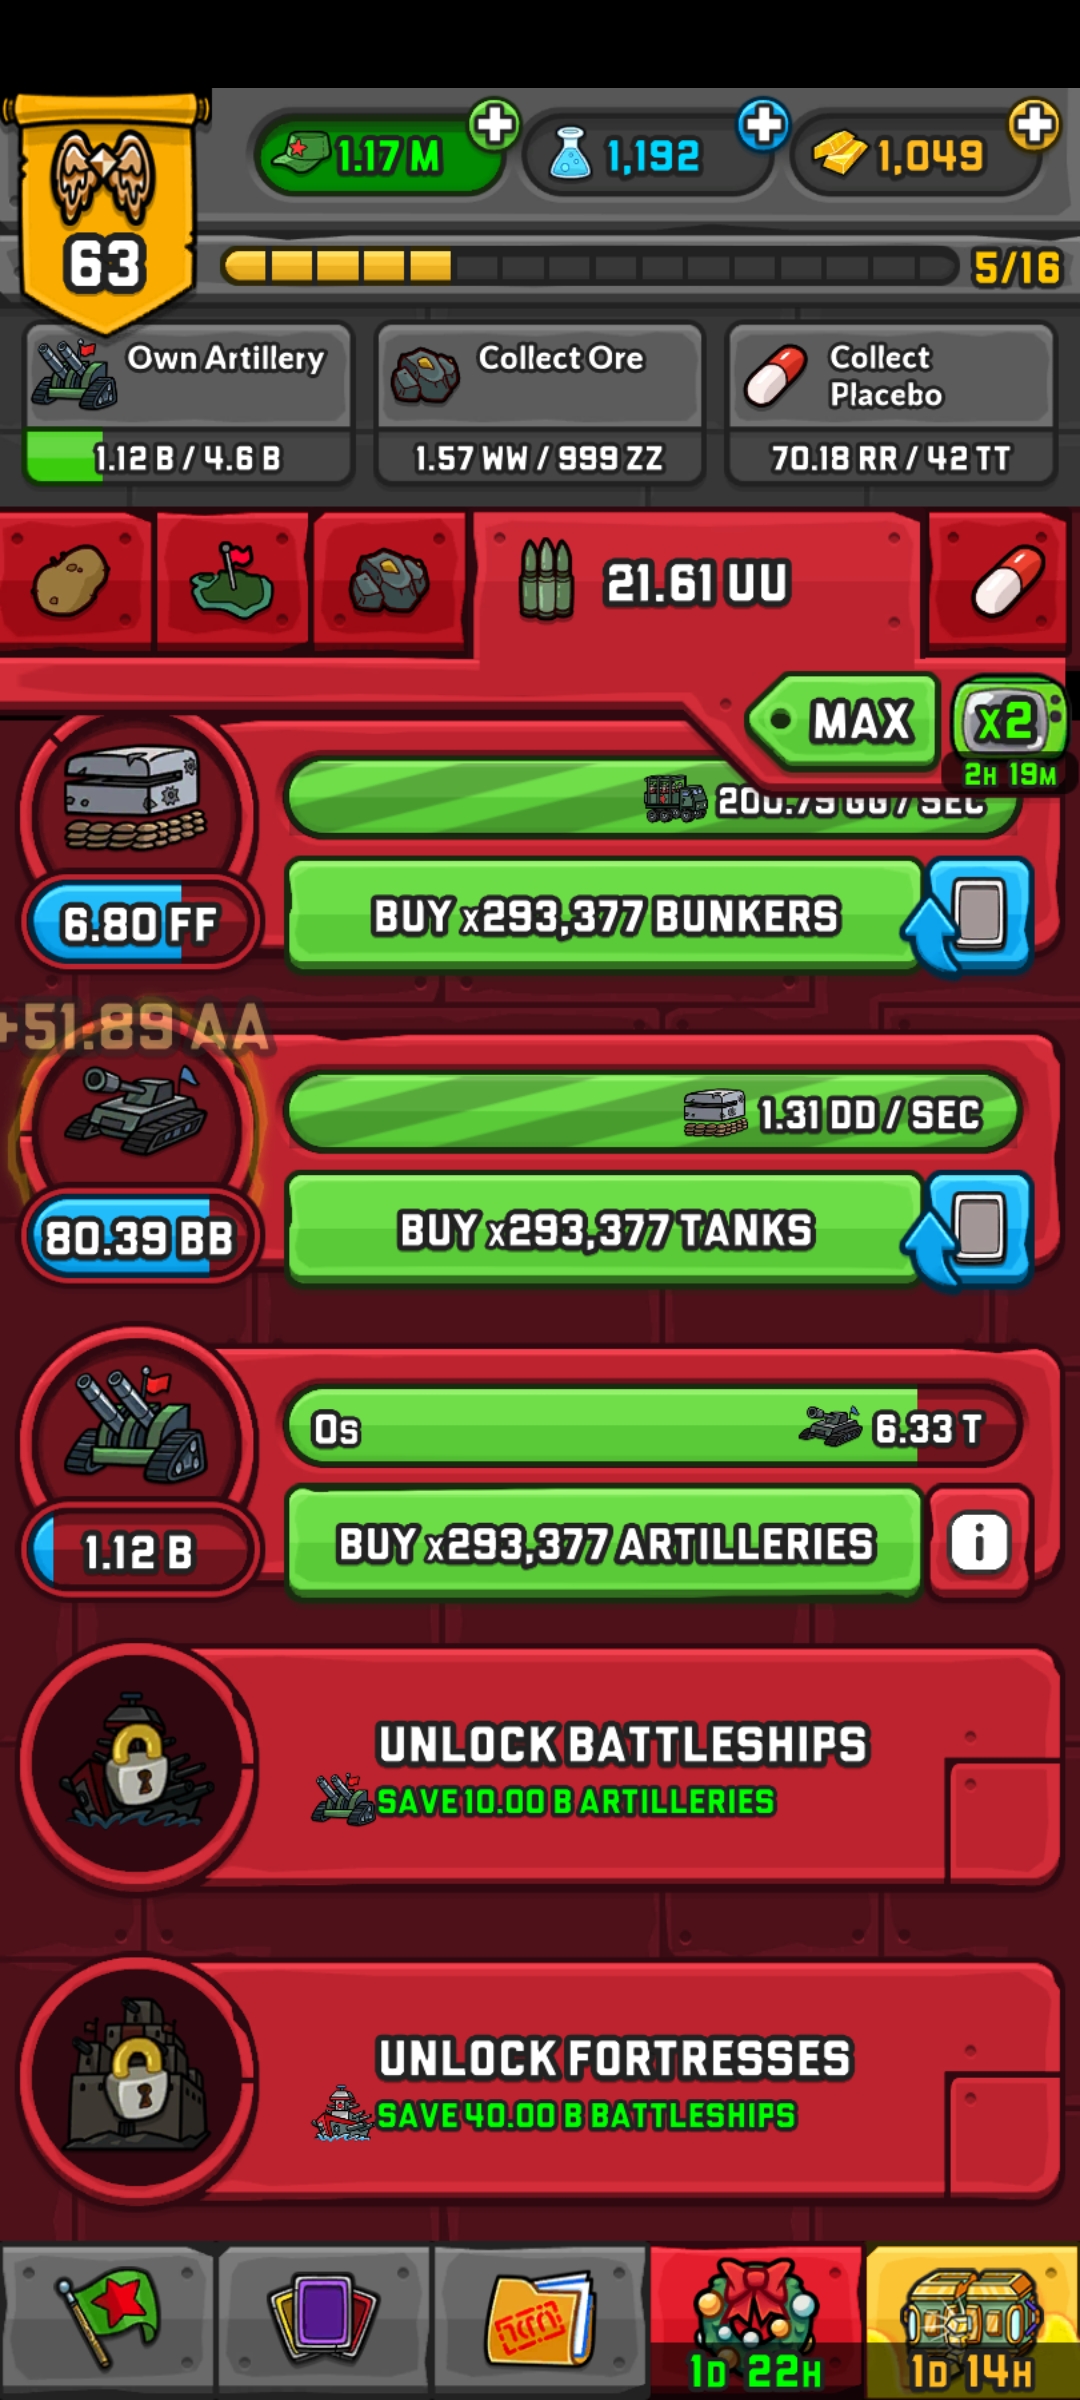 63
1.17 M
1,192
1,049
5/16
Own Artillery
1.12 B / 4.6 B
Collect Ore
1.57 WW / 999 ZZ
Collect
Placebo
70.18 RR / 42 TT
21.61 UU
MAX
x2
2H 19M
200.75 GG / SEC
6.80 FF
BUY x293,377 BUNKERS
+51.89 AA
1.31 DD / SEC
80.39 BB
BUY x293,377 TANKS
0s
6.33 T
1.12 B
BUY x293,377 ARTILLERIES
i
UNLOCK BATTLESHIPS
SAVE 10.00 B ARTILLERIES
UNLOCK FORTRESSES
SAVE 40.00 B BATTLESHIPS
1D 22H
1D 14H